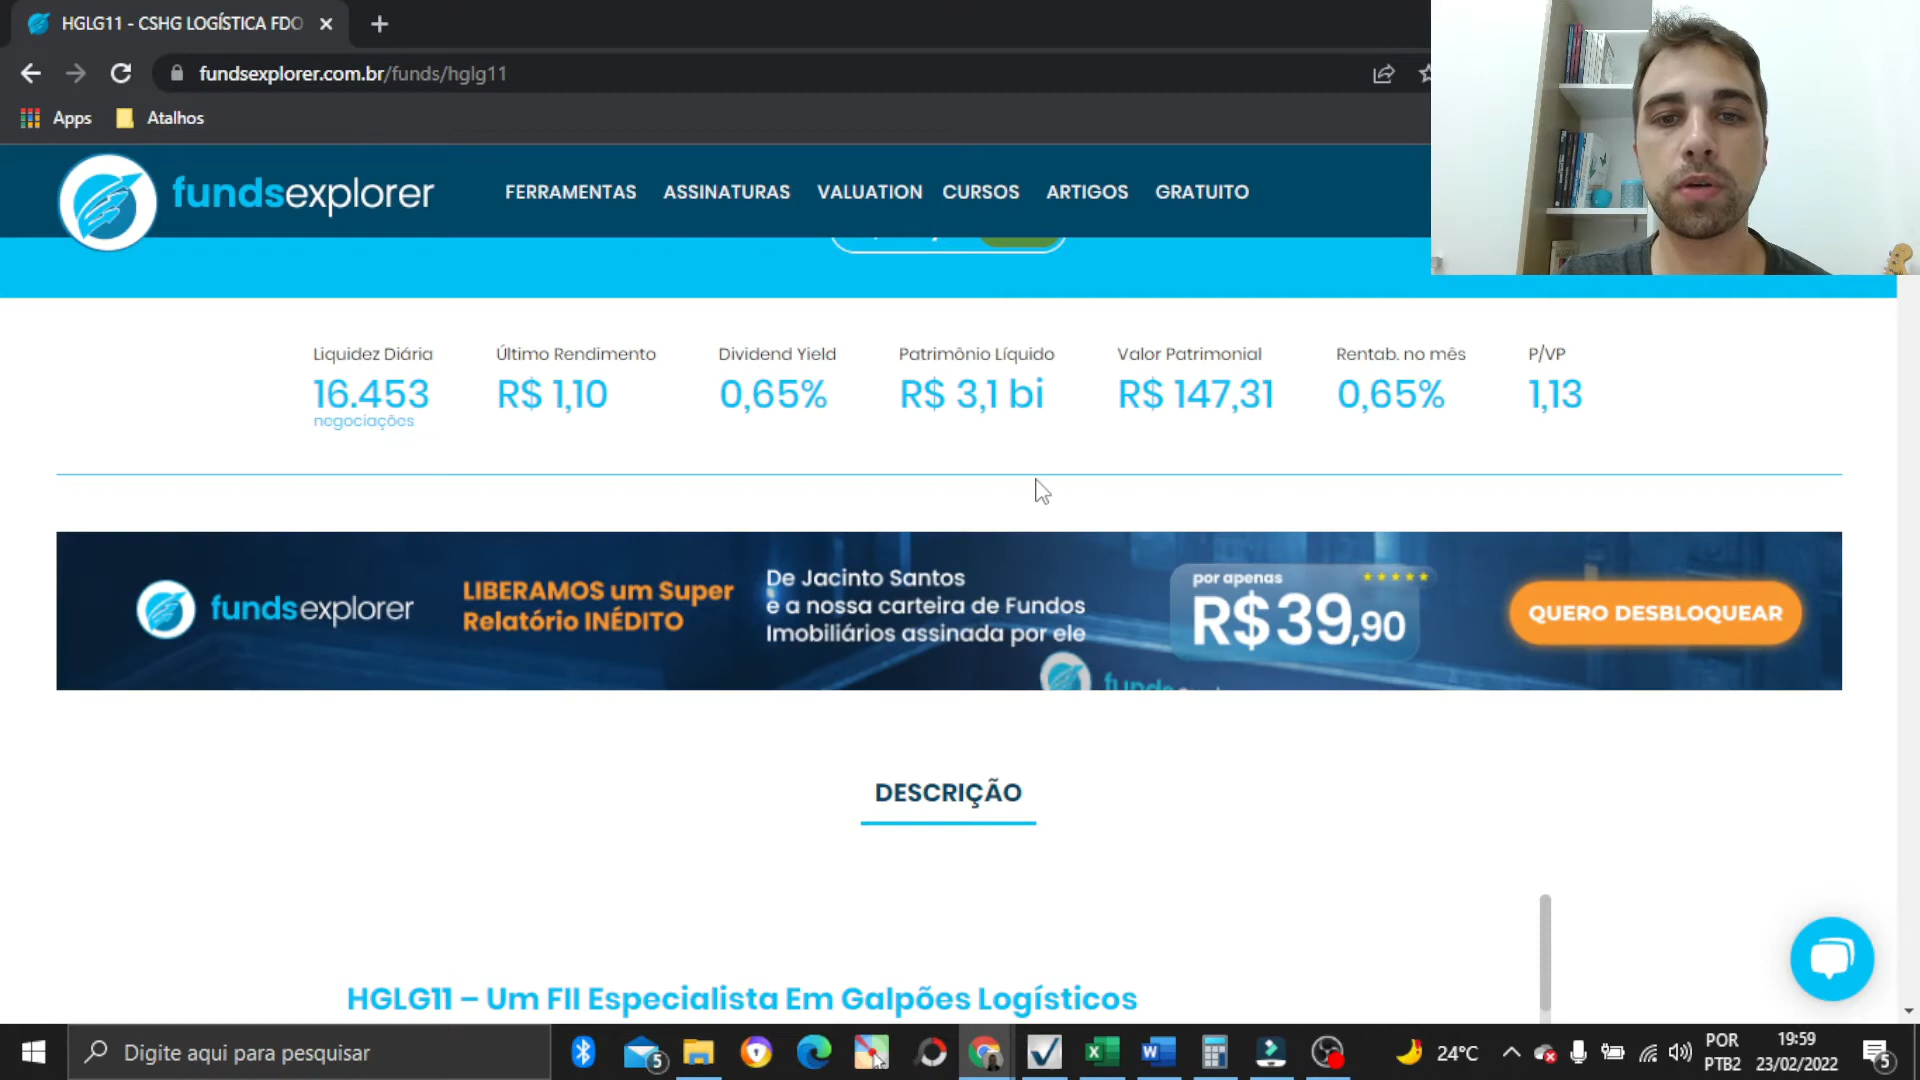 HGLG11 - CSHG LOGÍSTICA FDO
fundsexplorer.com.br/funds/hglg11
Apps
Atalhos
fundsexplorer
FERRAMENTAS
ASSINATURAS
VALUATION
CURSOS
ARTIGOS
GRATUITO
Liquidez Diária
16.453
negociações
Último Rendimento
R$ 1,10
Dividend Yield
0,65%
Patrimônio Líquido
R$ 3,1 bi
Valor Patrimonial
R$ 147,31
Rentab. no mês
0,65%
P/VP
1,13
fundsexplorer
LIBERAMOS um Super
Relatório INÉDITO
De Jacinto Santos
e a nossa carteira de Fundos
Imobiliários assinada por ele
por apenas
R$39,90
QUERO DESBLOQUEAR
DESCRIÇÃO
HGLG11 – Um FII Especialista Em Galpões Logísticos
Digite aqui para pesquisar
5
24°C
POR
PTB2
19:59
23/02/2022
5